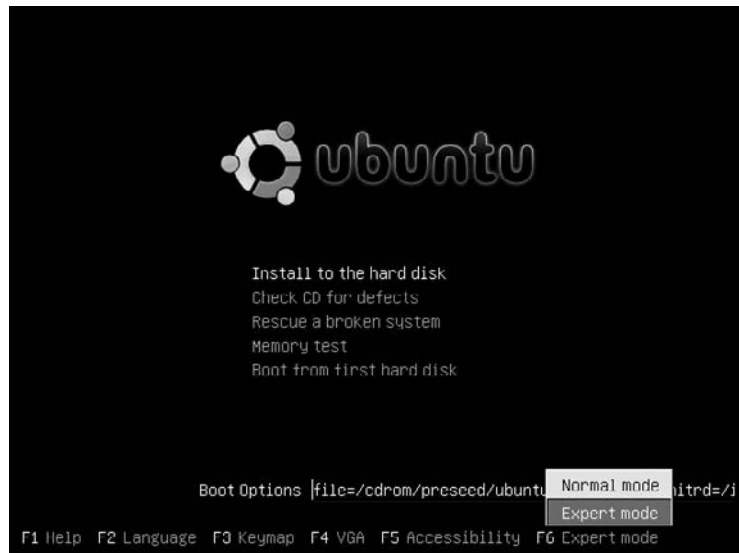 ubuntu
Install to the hard disk
Check CD for defects
Rescue a broken system
Memory test
Boot from first hard disk
Boot Options file=/cdrom/preseed/ubuntu Normal mode nitrd=/i
Expert mode
F1 Help F2 Language F3 Keymap F4 VGA F5 Accessibility F6 Expert mode